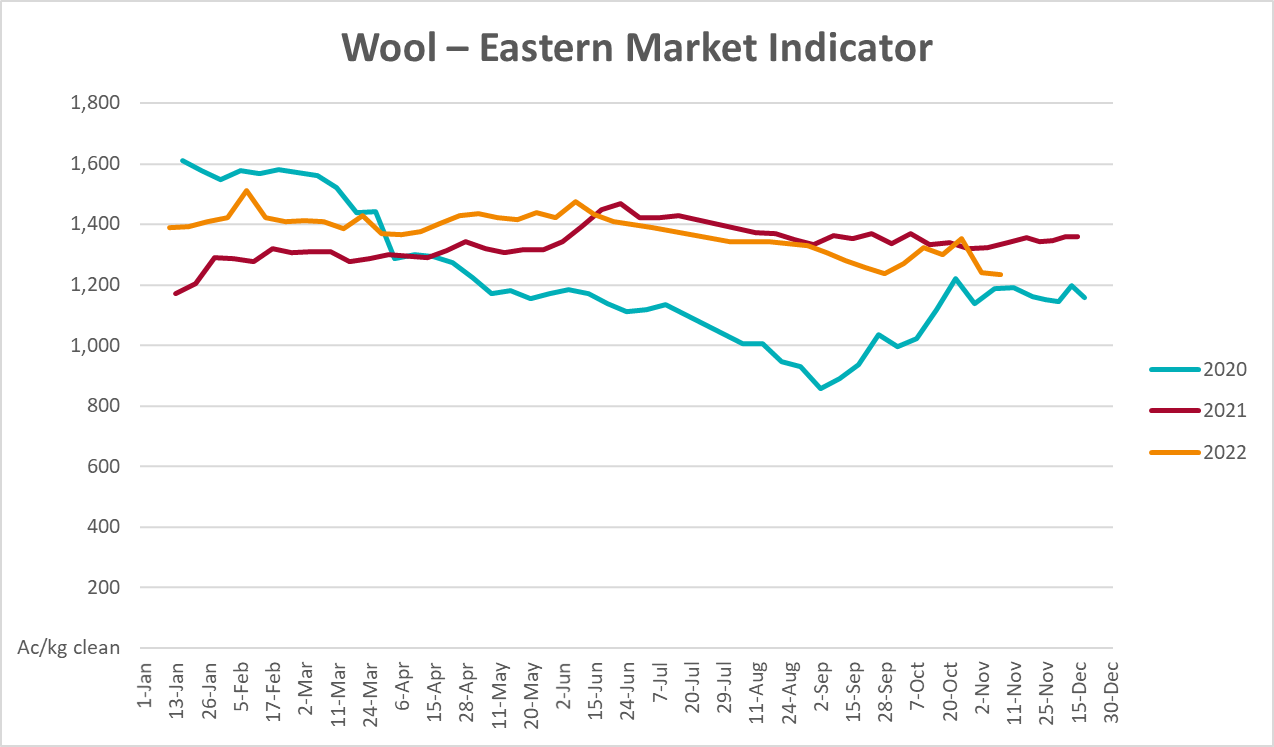 Wool – Eastern Market Indicator
1,800
1,600
1,400
1,200
1,000
800
600
400
200
Ac/kg clean
1-Jan
13-Jan
26-Jan
5-Feb
17-Feb
2-Mar
11-Mar
24-Mar
6-Apr
15-Apr
28-Apr
11-May
20-May
2-Jun
15-Jun
24-Jun
7-Jul
20-Jul
29-Jul
11-Aug
24-Aug
2-Sep
15-Sep
28-Sep
7-Oct
20-Oct
2-Nov
11-Nov
25-Nov
15-Dec
30-Dec
2020
2021
2022